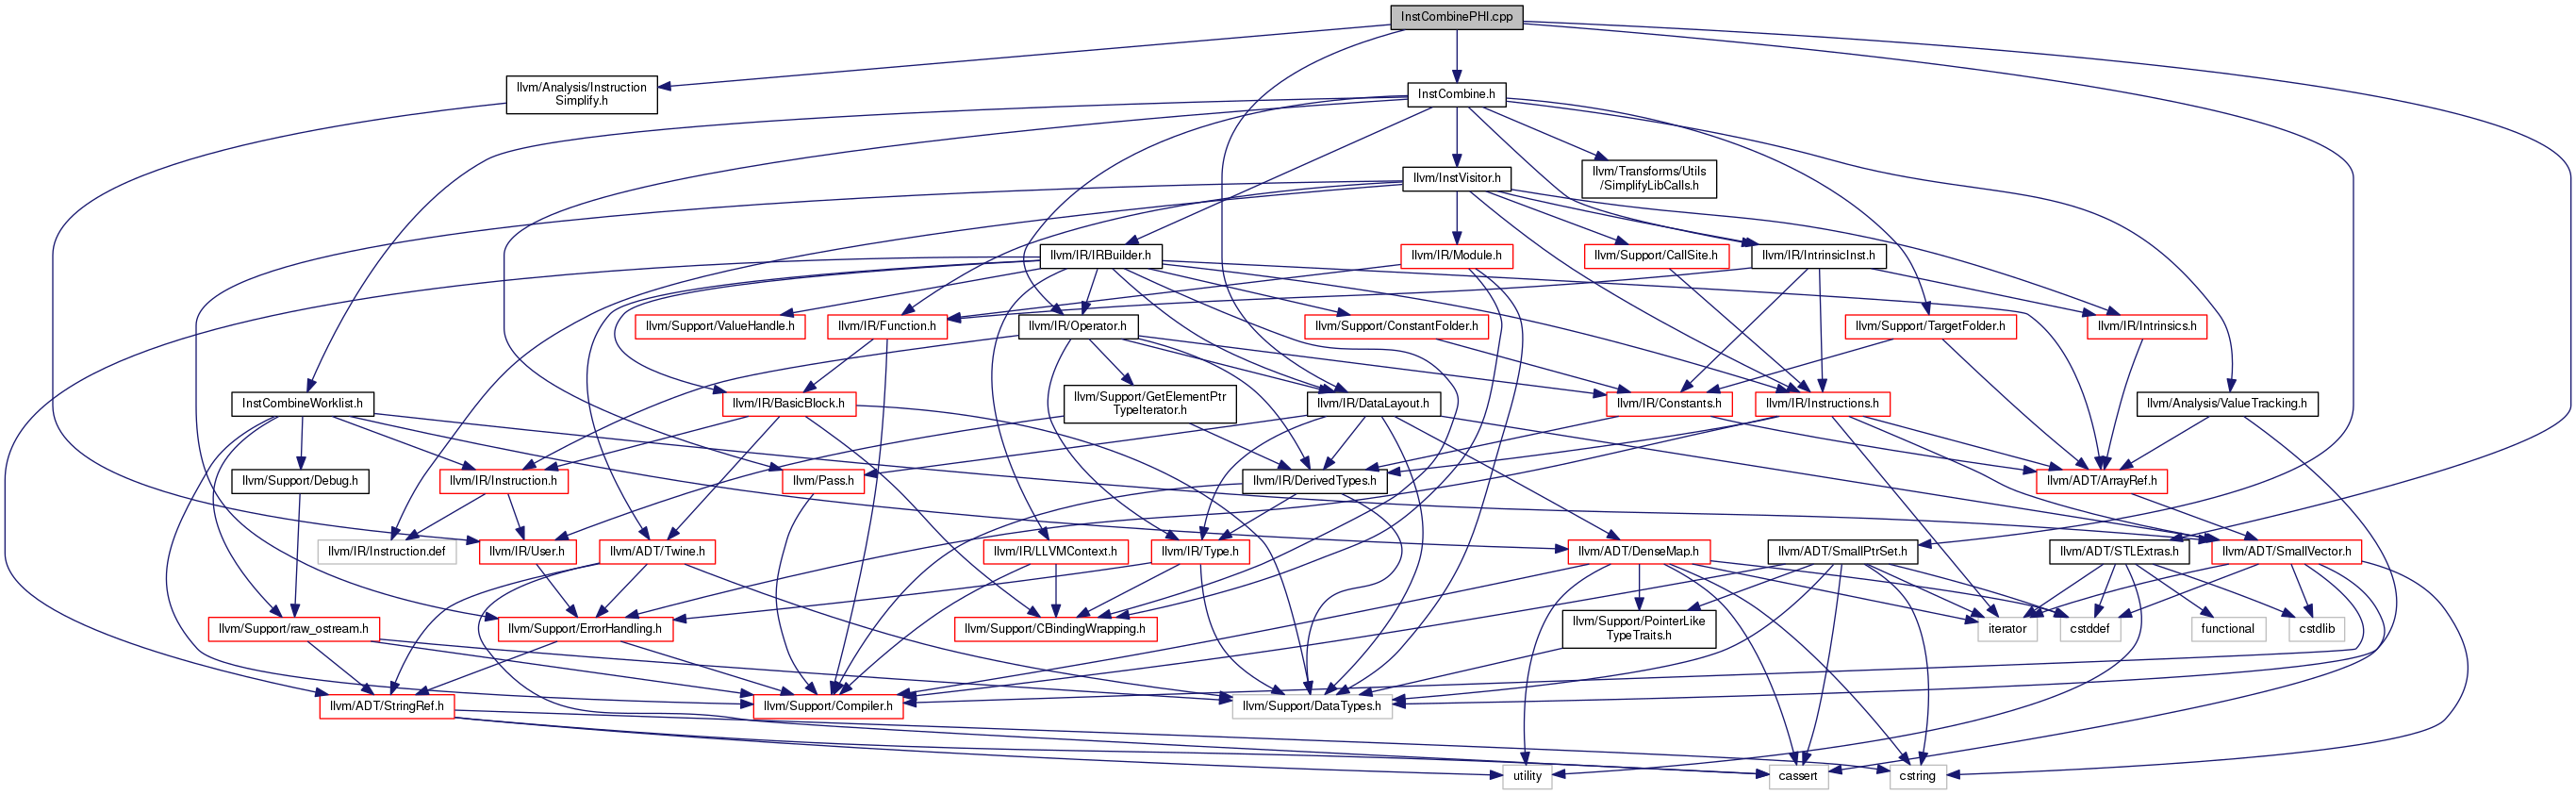 InstCombinePHI.cpp
llvm/Analysis/Instruction
Simplify.h
InstCombine.h
llvm/InstVisitor.h
llvm/Transforms/Utils
/SimplifyLibCalls.h
llvm/IR/IRBuilder.h
llvm/IR/Module.h
llvm/Support/CallSite.h
llvm/IR/IntrinsicInst.h
llvm/Support/ValueHandle.h
llvm/IR/Function.h
llvm/IR/Operator.h
llvm/Support/ConstantFolder.h
llvm/Support/TargetFolder.h
llvm/IR/Intrinsics.h
InstCombineWorklist.h
llvm/IR/BasicBlock.h
llvm/Support/GetElementPtr
TypeIterator.h
llvm/IR/DataLayout.h
llvm/IR/Constants.h
llvm/IR/Instructions.h
llvm/Analysis/ValueTracking.h
llvm/Support/Debug.h
llvm/IR/Instruction.h
llvm/Pass.h
llvm/IR/DerivedTypes.h
llvm/ADT/ArrayRef.h
llvm/IR/Instruction.def
llvm/IR/User.h
llvm/ADT/Twine.h
llvm/IR/LLVMContext.h
llvm/IR/Type.h
llvm/ADT/DenseMap.h
llvm/ADT/SmallPtrSet.h
llvm/ADT/STLExtras.h
llvm/ADT/SmallVector.h
llvm/Support/raw_ostream.h
llvm/Support/ErrorHandling.h
llvm/Support/CBindingWrapping.h
llvm/Support/PointerLike
TypeTraits.h
iterator
cstddef
functional
cstdlib
llvm/ADT/StringRef.h
llvm/Support/Compiler.h
llvm/Support/DataTypes.h
utility
cassert
cstring